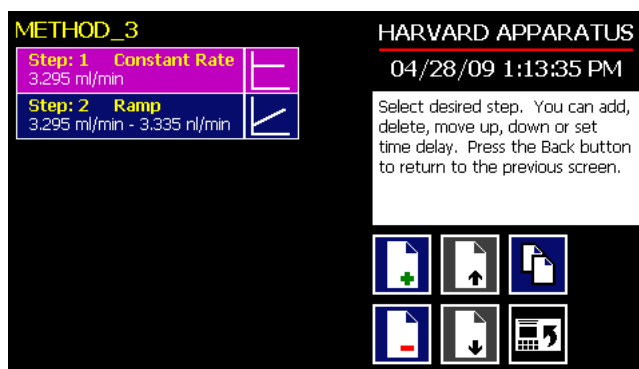 METHOD_3
Step: 1 Constant Rate
3.295 ml/min
Step: 2 Ramp
3.295 ml/min - 3.335 nl/min
HARVARD APPARATUS
04/28/09 1:13:35 PM
Select desired step. You can add,
delete, move up, down or set
time delay. Press the Back button
to return to the previous screen.